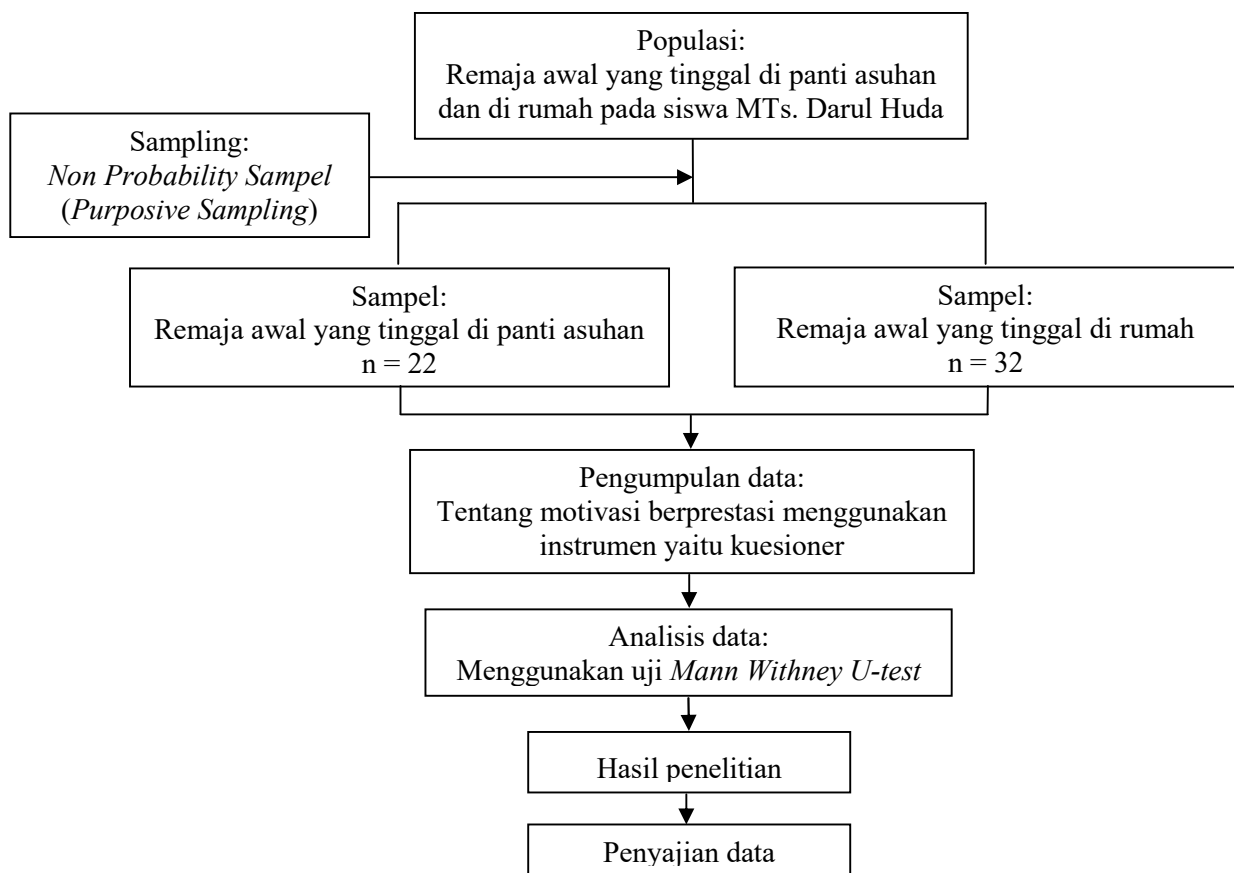 Populasi:
Remaja awal yang tinggal di panti asuhan
dan di rumah pada siswa MTs. Darul Huda
Sampling:
Non Probability Sampel
(Purposive Sampling)
Sampel:
Remaja awal yang tinggal di panti asuhan
n = 22
Sampel:
Remaja awal yang tinggal di rumah
n = 32
Pengumpulan data:
Tentang motivasi berprestasi menggunakan
instrumen yaitu kuesioner
Analisis data:
Menggunakan uji Mann Withney U-test
Hasil penelitian
Penyajian data